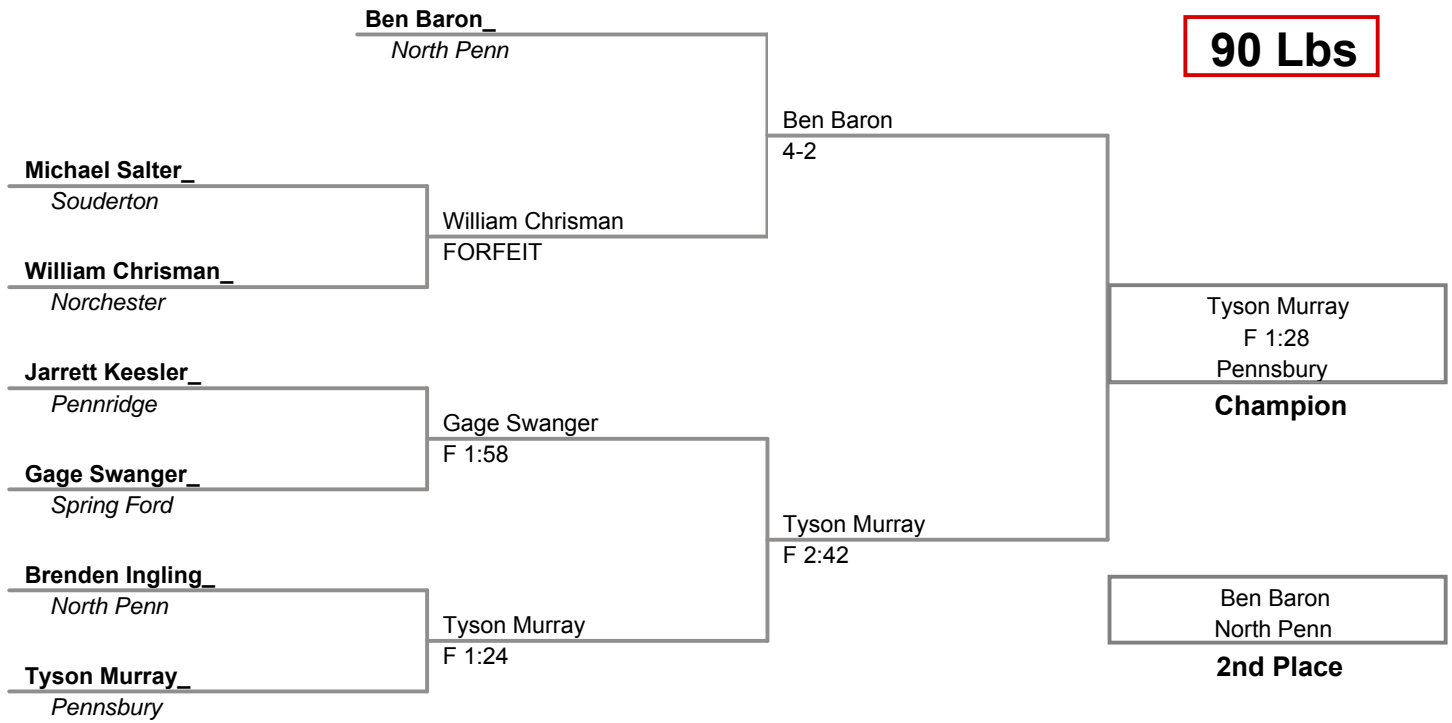 Ben Baron_
North Penn
90 Lbs
Ben Baron
4-2
Michael Salter_
Souderton
William Chrisman
FORFEIT
William Chrisman_
Norchester
Tyson Murray
F 1:28
Pennsbury
Champion
Jarrett Keesler_
Pennridge
Gage Swanger
F 1:58
Gage Swanger_
Spring Ford
Tyson Murray
F 2:42
Brenden Ingling_
North Penn
Tyson Murray
F 1:24
Tyson Murray_
Pennsbury
Ben Baron
North Penn
2nd Place